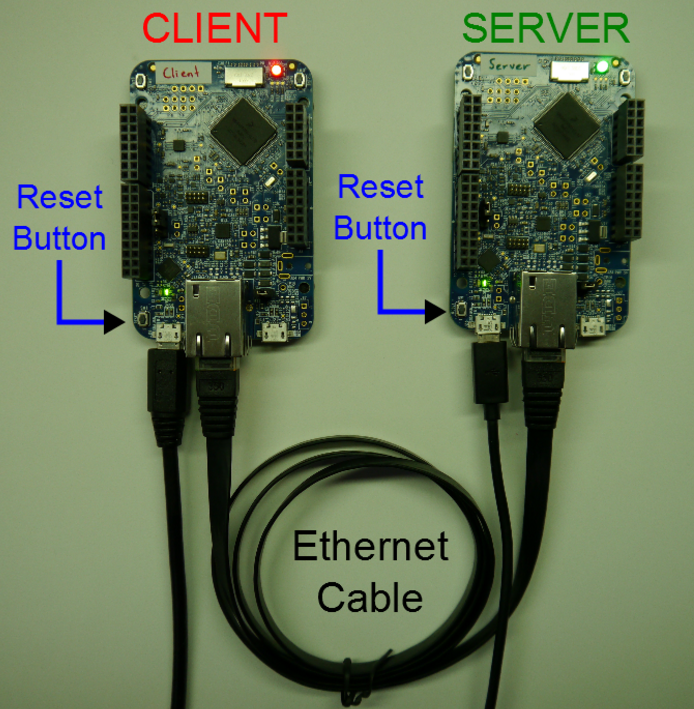 CLIENT
SERVER
Client
Server
Reset
Button
Reset
Button
Ethernet
Cable